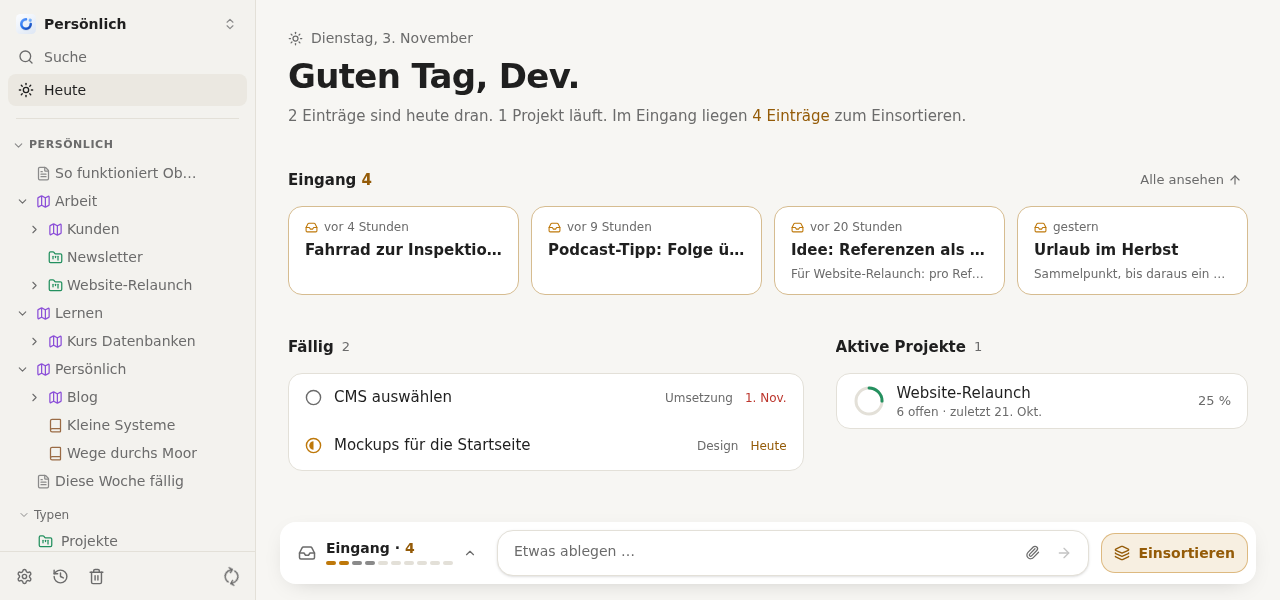 Persönlich
Suche
Heute
PERSÖNLICH
So funktioniert Ob…
Arbeit
Kunden
Newsletter
Website-Relaunch
Lernen
Kurs Datenbanken
Persönlich
Blog
Kleine Systeme
Wege durchs Moor
Diese Woche fällig
Typen
Projekte
Dienstag, 3. November
Guten Tag, Dev.
2 Einträge sind heute dran. 1 Projekt läuft. Im Eingang liegen 4 Einträge zum Einsortieren.
Eingang 4
Alle ansehen
vor 4 Stunden
Fahrrad zur Inspektio…
vor 9 Stunden
Podcast-Tipp: Folge ü…
vor 20 Stunden
Idee: Referenzen als …
Für Website-Relaunch: pro Ref…
gestern
Urlaub im Herbst
Sammelpunkt, bis daraus ein …
Fällig 2
CMS auswählen Umsetzung 1. Nov.
Mockups für die Startseite Design Heute
Aktive Projekte 1
Website-Relaunch
6 offen · zuletzt 21. Okt.
25 %
Eingang · 4
Etwas ablegen …
Einsortieren